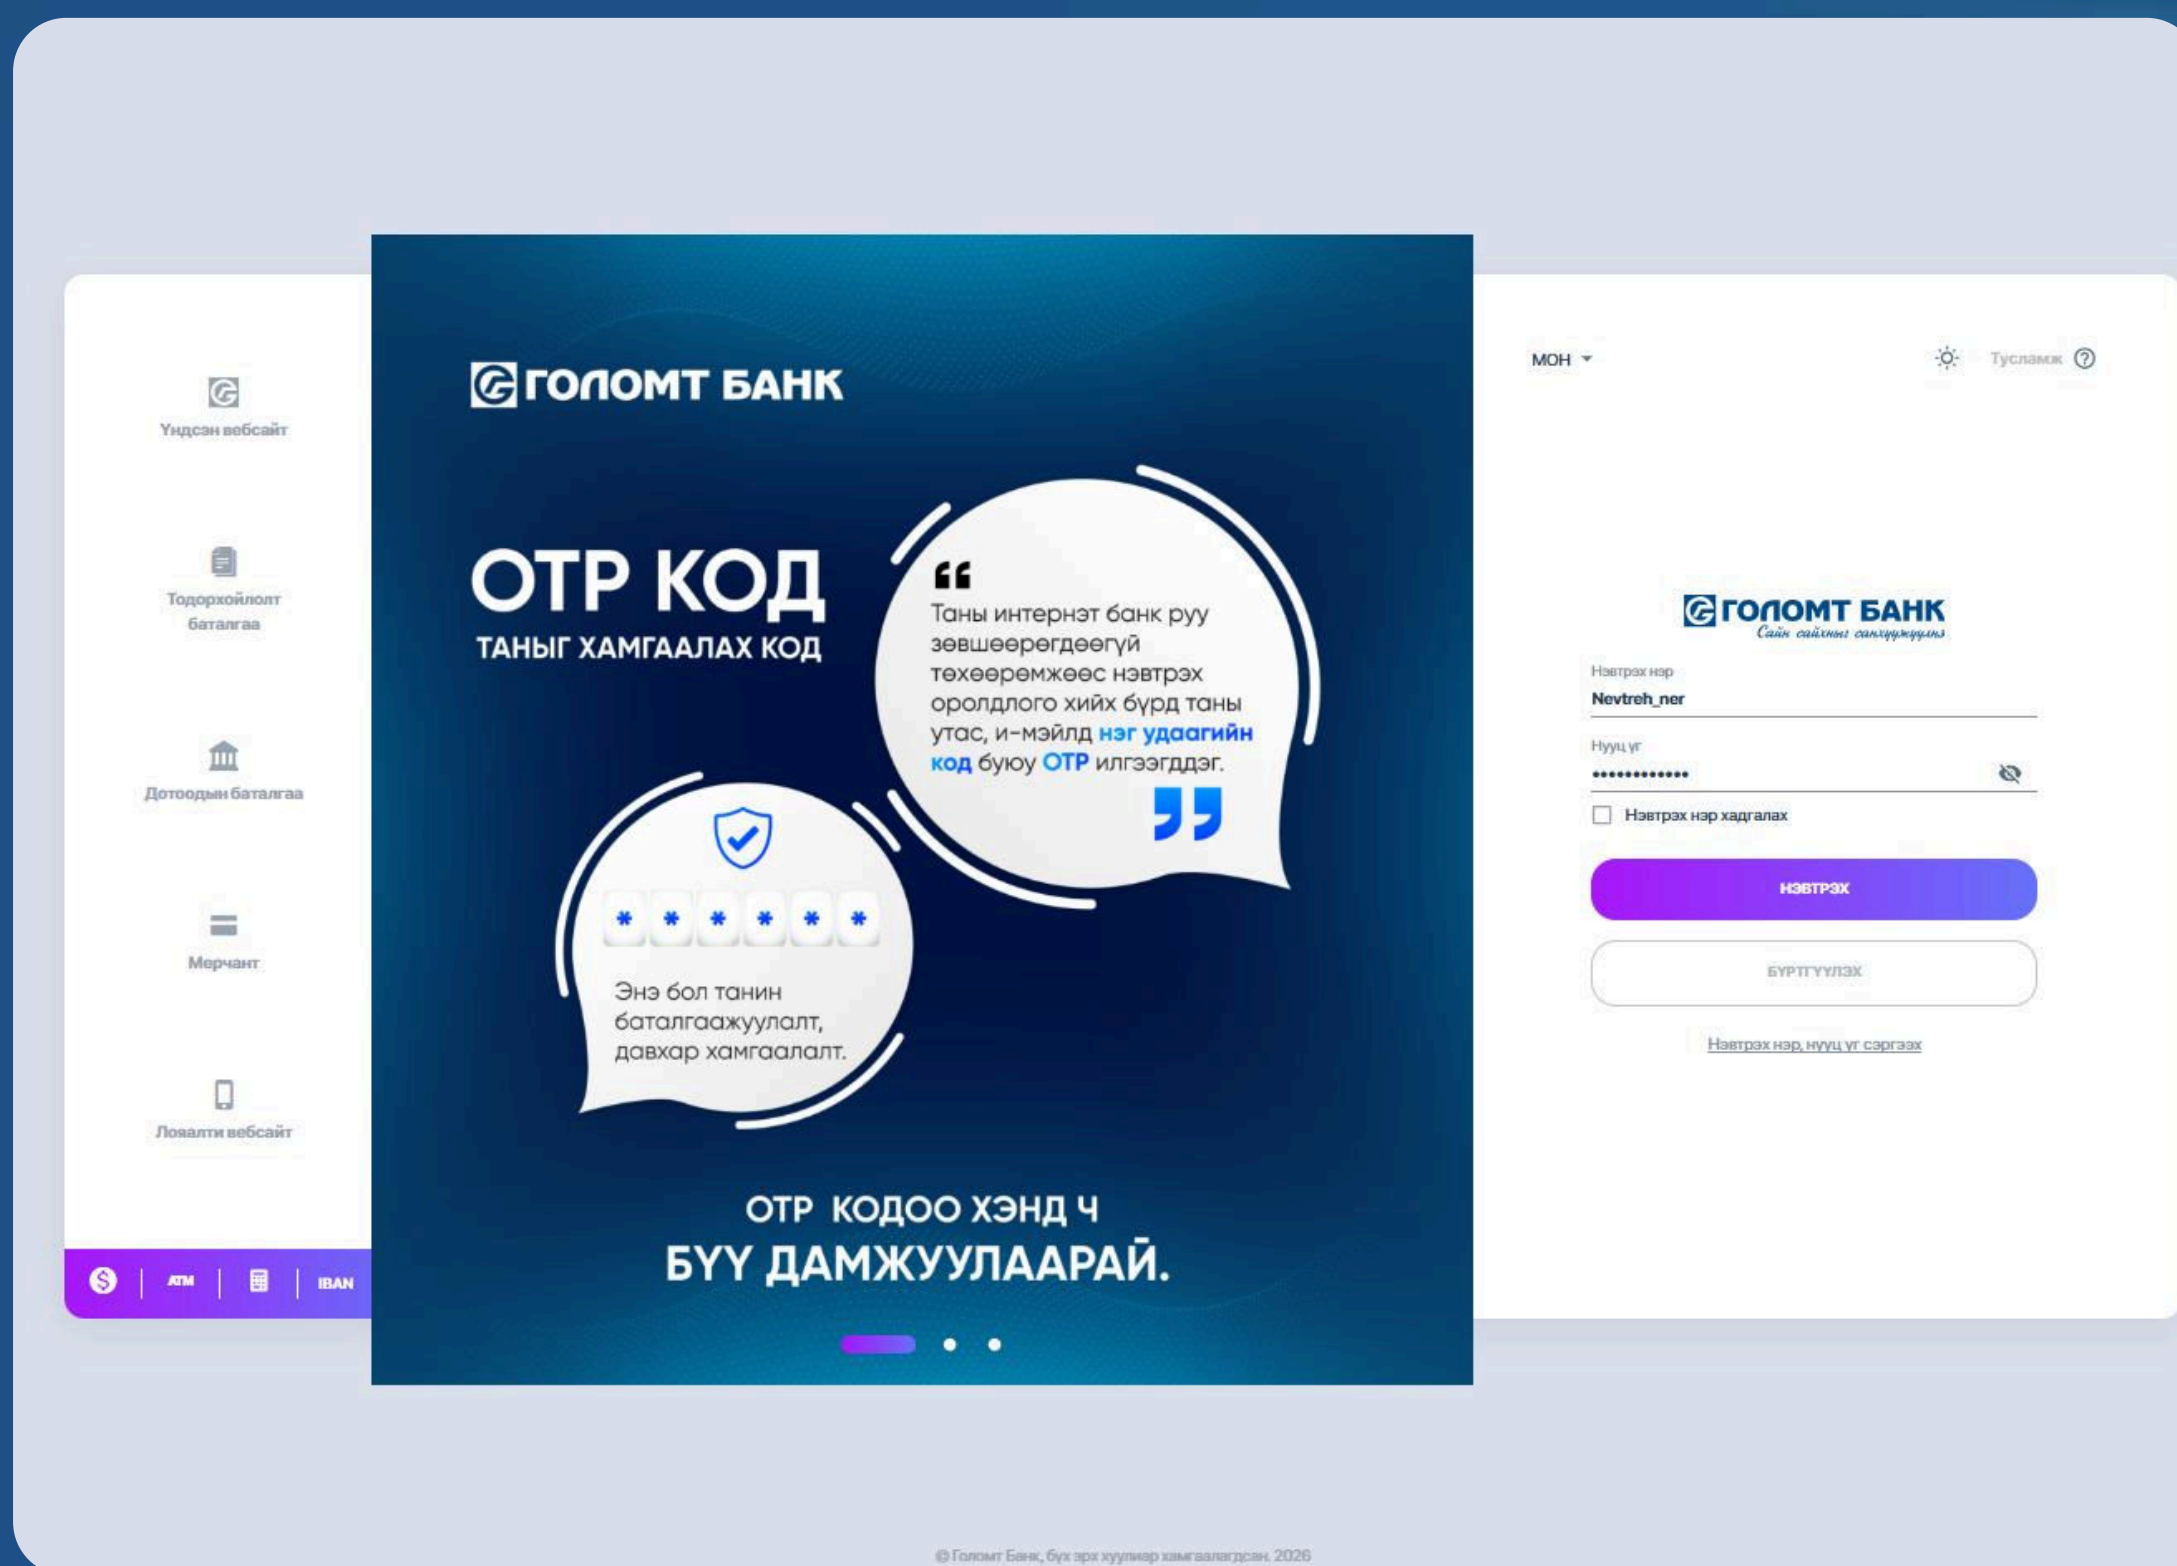 Үндсэн вебсайт
Тодорхойлолт
баталгаа
Дотоодын баталгаа
Мерчант
Лоялти вебсайт
ATM
IBAN
ГОЛОМТ БАНК
OTP КОД
ТАНЫГ ХАМГААЛАХ КОД
“
Таны интернэт банк руу
зөвшөөрөгдөөгүй
төхөөрөмжөөс нэвтрэх
оролдлого хийх бүрд таны
утас, и-мэйлд нэг удаагийн
код буюу OTP илгээгддэг.
”
* * * * * *
Энэ бол танин
баталгаажуулалт,
давхар хамгаалалт.
OTP КОДОО ХЭНД Ч
БҮҮ ДАМЖУУЛААРАЙ.
МОН
Тусламж
ГОЛОМТ БАНК
Сайн сайхныг санхүүжүүлнэ
Нэвтрэх нэр
Nevtreh_ner
Нууц үг
••••••••••••
Нэвтрэх нэр хадгалах
НЭВТРЭХ
БҮРТГҮҮЛЭХ
Нэвтрэх нэр, нууц үг сэргээх
© Голомт Банк, бүх эрх хуулиар хамгаалагдсан. 2026